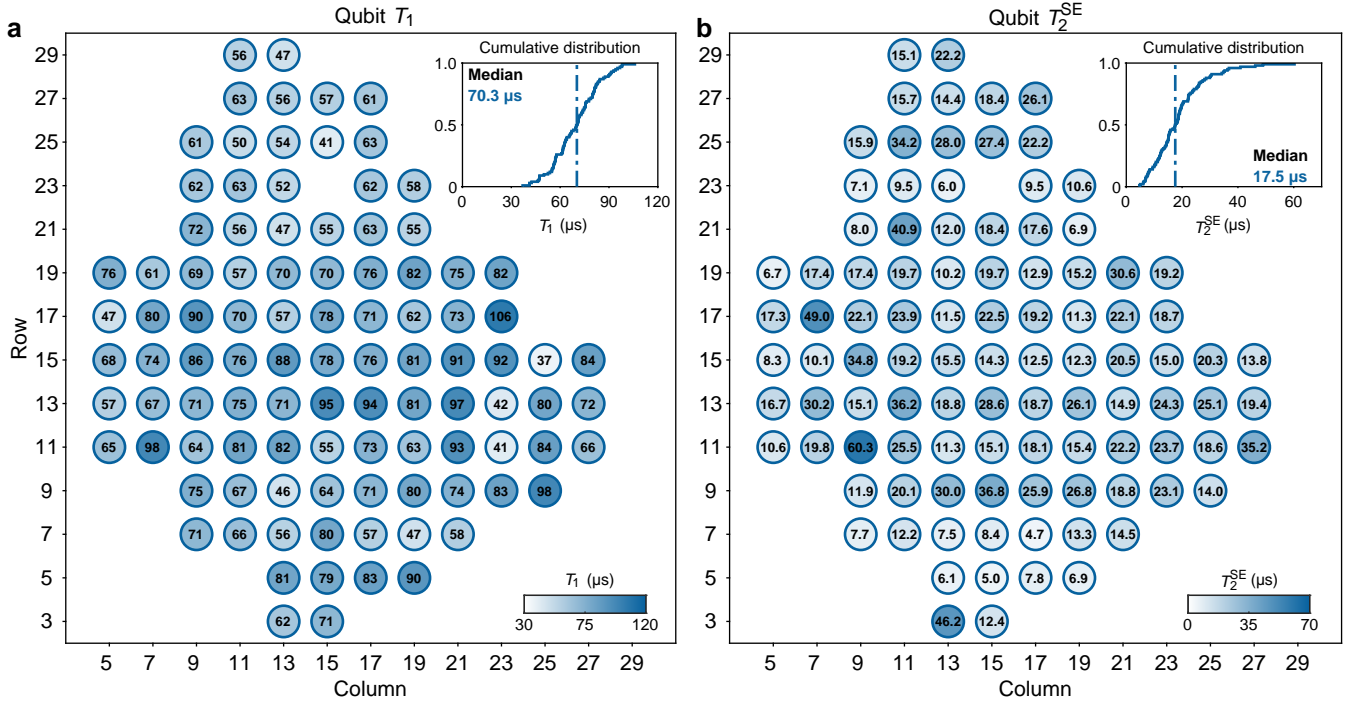 a
Qubit T1
29 56 47
27 63 56 57 61
25 61 50 54 41 63
23 62 63 52 62 58
21 72 56 47 55 63 55
19 76 61 69 57 70 70 76 82 75 82
17 47 80 90 70 57 78 71 62 73 106
15 68 74 86 76 88 78 76 81 91 92 37 84
13 57 67 71 75 71 95 94 81 97 42 80 72
11 65 98 64 81 82 55 73 63 93 41 84 66
9 75 67 46 64 71 80 74 83 98
7 71 66 56 80 57 47 58
5 81 79 83 90
3 62 71
5 7 9 11 13 15 17 19 21 23 25 27 29
Column
Row
Cumulative distribution
Median
70.3 µs
1.0
0.5
0
0 30 60 90 120
T1 (µs)
T1 (µs)
30 75 120
b
Qubit T2SE
29 15.1 22.2
27 15.7 14.4 18.4 26.1
25 15.9 34.2 28.0 27.4 22.2
23 7.1 9.5 6.0 9.5 10.6
21 8.0 40.9 12.0 18.4 17.6 6.9
19 6.7 17.4 17.4 19.7 10.2 19.7 12.9 15.2 30.6 19.2
17 17.3 49.0 22.1 23.9 11.5 22.5 19.2 11.3 22.1 18.7
15 8.3 10.1 34.8 19.2 15.5 14.3 12.5 12.3 20.5 15.0 20.3 13.8
13 16.7 30.2 15.1 36.2 18.8 28.6 18.7 26.1 14.9 24.3 25.1 19.4
11 10.6 19.8 60.3 25.5 11.3 15.1 18.1 15.4 22.2 23.7 18.6 35.2
9 11.9 20.1 30.0 36.8 25.9 26.8 18.8 23.1 14.0
7 7.7 12.2 7.5 8.4 4.7 13.3 14.5
5 6.1 5.0 7.8 6.9
3 46.2 12.4
5 7 9 11 13 15 17 19 21 23 25 27 29
Column
Cumulative distribution
1.0
0.5
0
Median
17.5 µs
0 20 40 60
T2SE (µs)
T2SE (µs)
0 35 70